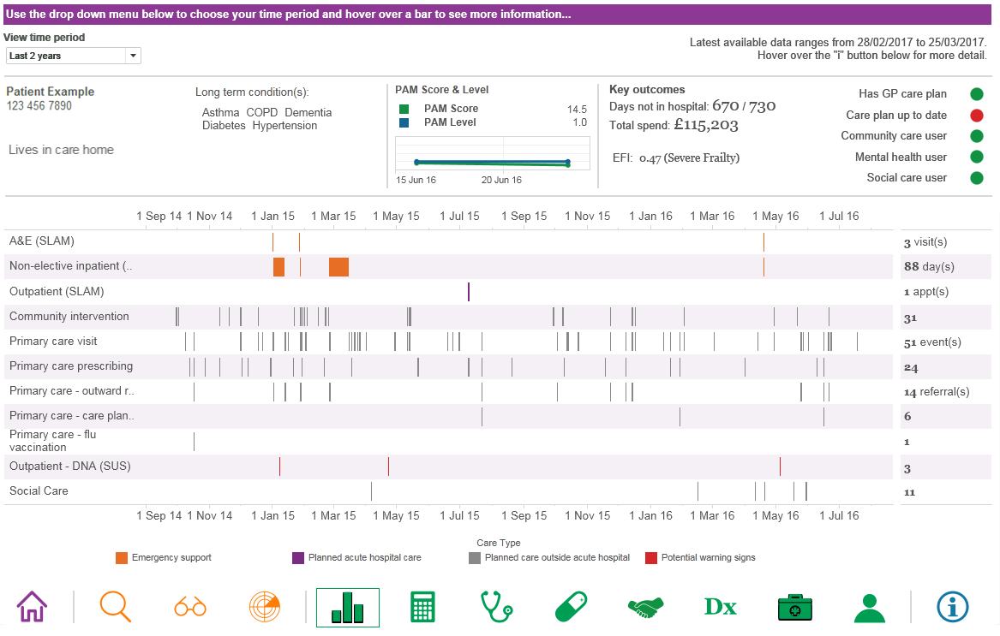 Use the drop down menu below to choose your time period and hover over a bar to see more information...
View time period
Last 2 years
Latest available data ranges from 28/02/2017 to 25/03/2017.
Hover over the "i" button below for more detail.
Patient Example
123 456 7890
Lives in care home
Long term condition(s):
Asthma COPD Dementia
Diabetes Hypertension
PAM Score & Level
PAM Score 14.5
PAM Level 1.0
15 Jun 16 20 Jun 16
Key outcomes
Days not in hospital: 670 / 730
Total spend: £115,203
EFI: 0.47 (Severe Frailty)
Has GP care plan
Care plan up to date
Community care user
Mental health user
Social care user
1 Sep 14 1 Nov 14 1 Jan 15 1 Mar 15 1 May 15 1 Jul 15 1 Sep 15 1 Nov 15 1 Jan 16 1 Mar 16 1 May 16 1 Jul 16
A&E (SLAM) 3 visit(s)
Non-elective inpatient (.. 88 day(s)
Outpatient (SLAM) 1 appt(s)
Community intervention 31
Primary care visit 51 event(s)
Primary care prescribing 24
Primary care - outward r.. 14 referral(s)
Primary care - care plan.. 6
Primary care - flu
vaccination 1
Outpatient - DNA (SUS) 3
Social Care 11
1 Sep 14 1 Nov 14 1 Jan 15 1 Mar 15 1 May 15 1 Jul 15 1 Sep 15 1 Nov 15 1 Jan 16 1 Mar 16 1 May 16 1 Jul 16
Care Type
Emergency support Planned acute hospital care Planned care outside acute hospital Potential warning signs
Dx i